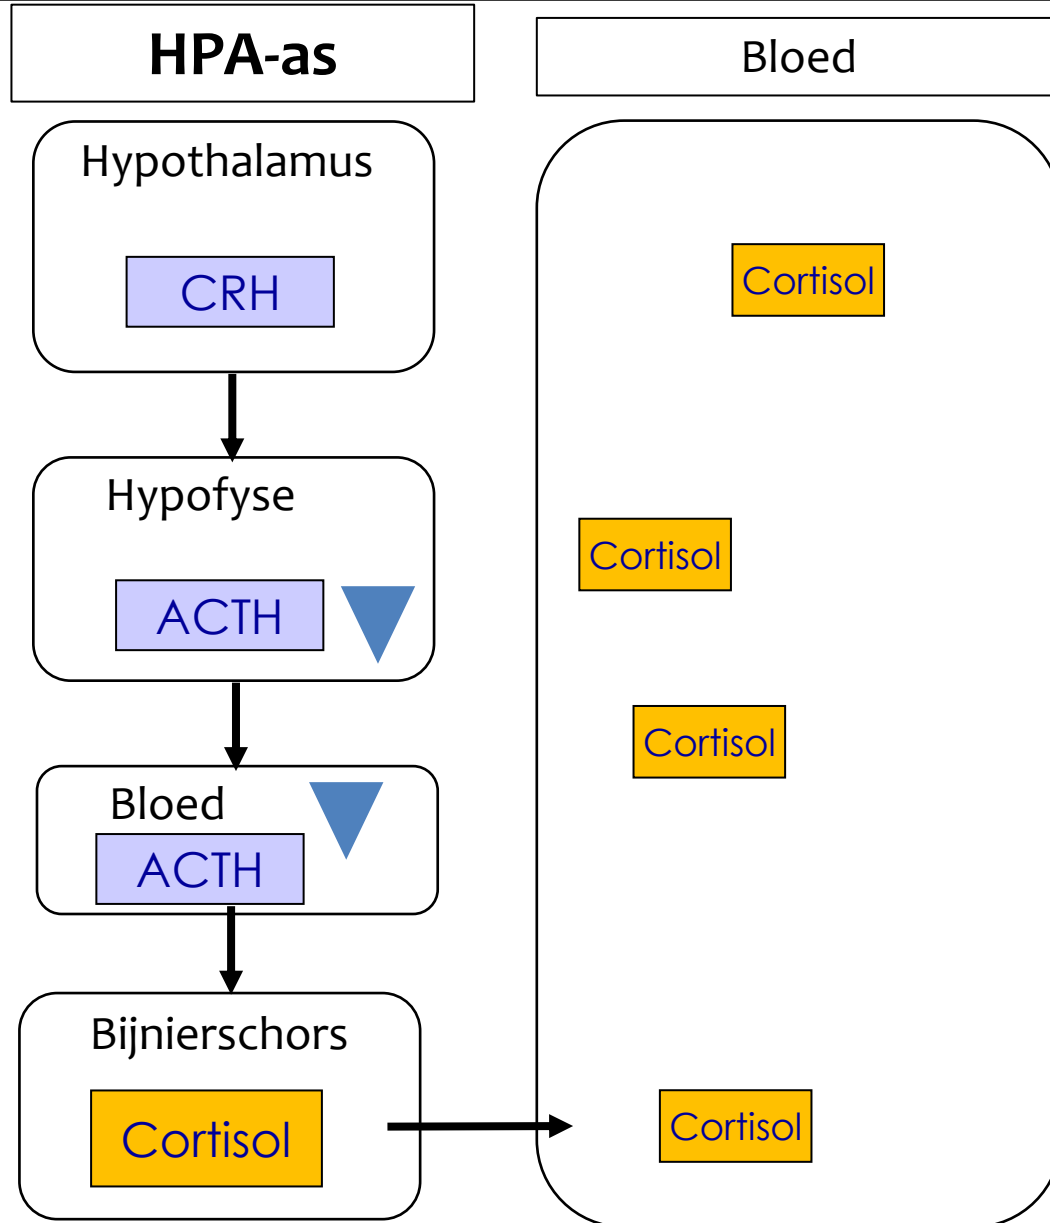 HPA-as
Hypothalamus
CRH
Hypofyse
ACTH
Bloed
ACTH
Bijnierschors
Cortisol
Bloed
Cortisol
Cortisol
Cortisol
Cortisol